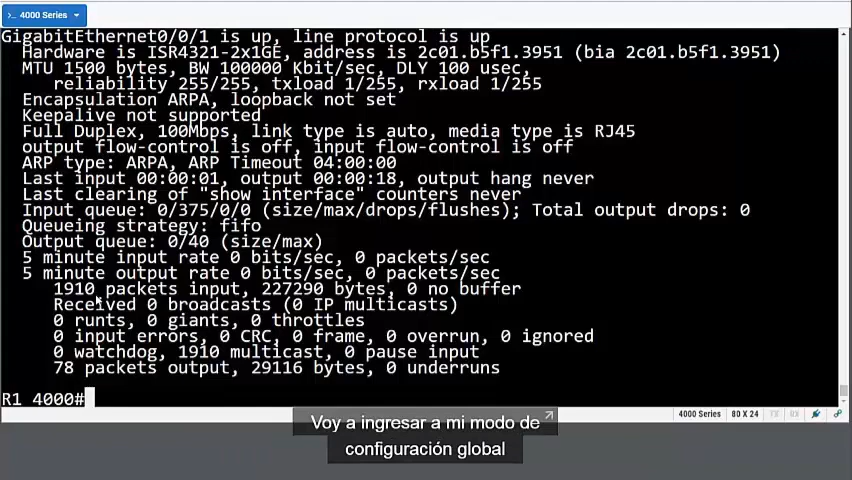 4000 Series
GigabitEthernet0/0/1 is up, line protocol is up
Hardware is ISR4321-2x1GE, address is 2c01.b5f1.3951 (bia 2c01.b5f1.3951)
MTU 1500 bytes, BW 100000 Kbit/sec, DLY 100 usec,
reliability 255/255, txload 1/255, rxload 1/255
Encapsulation ARPA, loopback not set
Keepalive not supported
Full Duplex, 100Mbps, link type is auto, media type is RJ45
output flow-control is off, input flow-control is off
ARP type: ARPA, ARP Timeout 04:00:00
Last input 00:00:01, output 00:00:18, output hang never
Last clearing of "show interface" counters never
Input queue: 0/375/0/0 (size/max/drops/flushes); Total output drops: 0
Queueing strategy: fifo
Output queue: 0/40 (size/max)
5 minute input rate 0 bits/sec, 0 packets/sec
5 minute output rate 0 bits/sec, 0 packets/sec
1910 packets input, 227290 bytes, 0 no buffer
Received 0 broadcasts (0 IP multicasts)
0 runts, 0 giants, 0 throttles
0 input errors, 0 CRC, 0 frame, 0 overrun, 0 ignored
0 watchdog, 1910 multicast, 0 pause input
78 packets output, 29116 bytes, 0 underruns
R1 4000#
4000 Series 80 X 24 TX UX
Voy a ingresar a mi modo de
configuración global